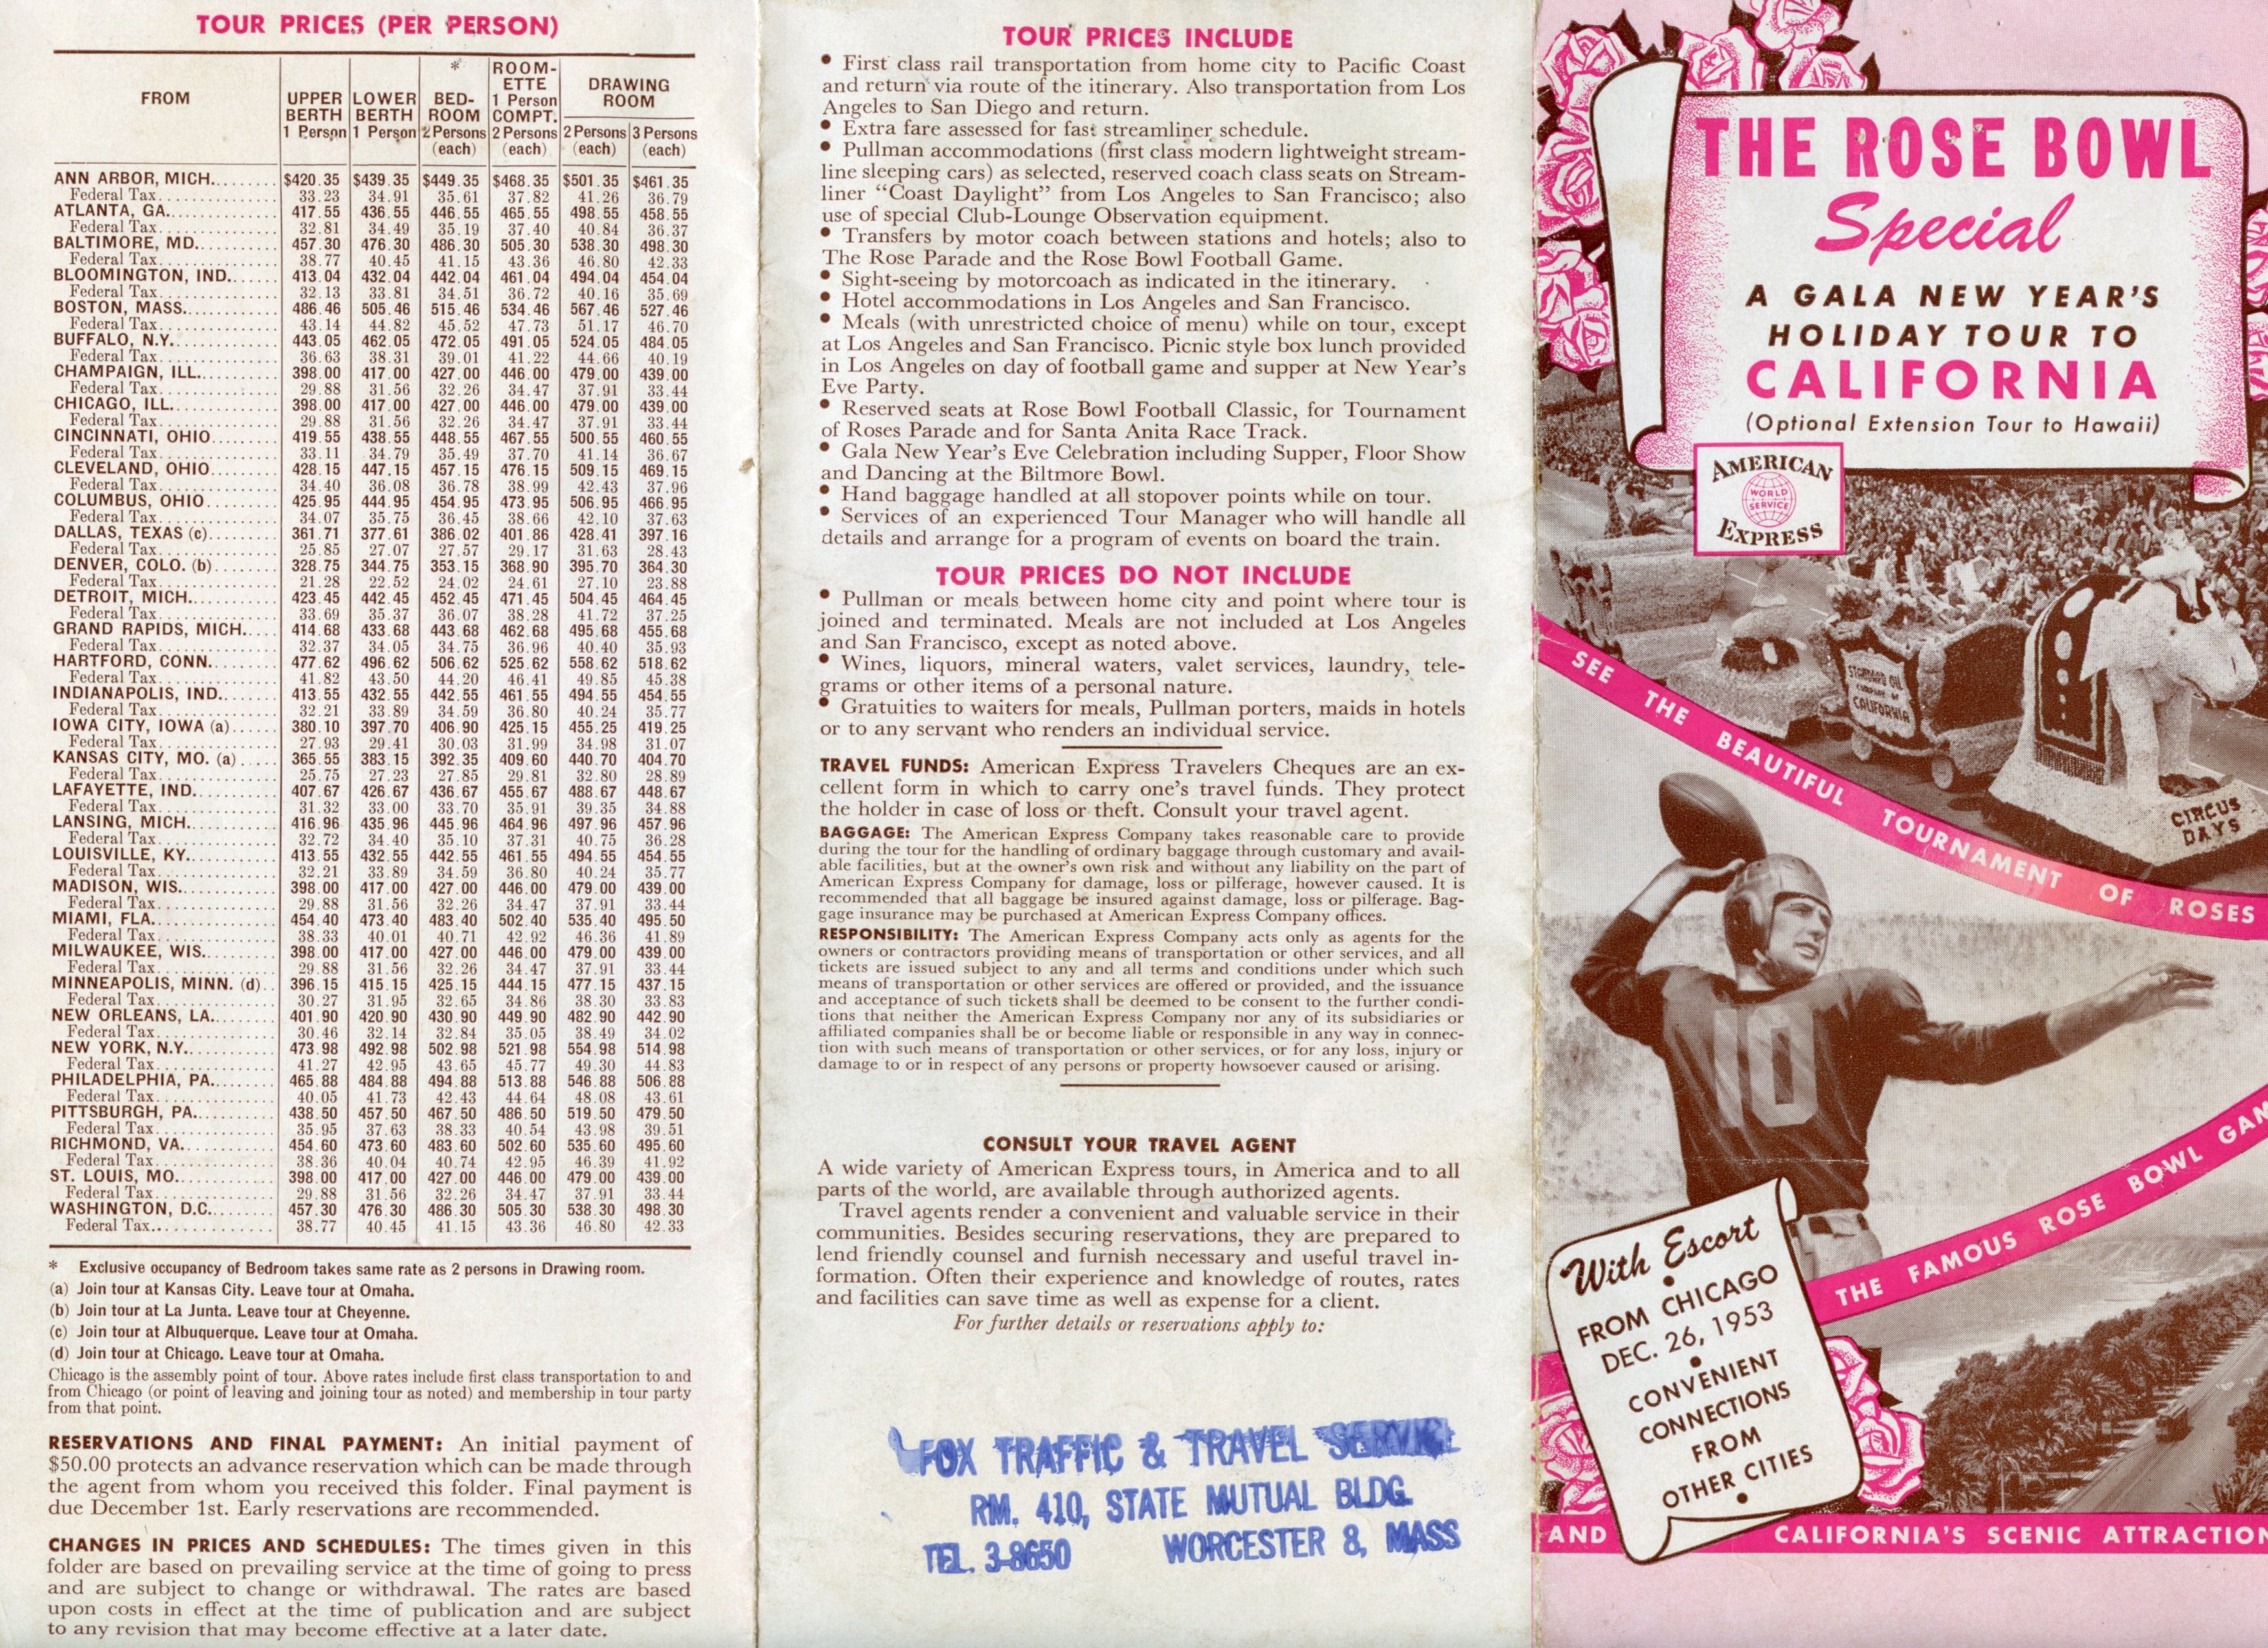 TOUR PRICES (PER PERSON)
FROM
UPPER BERTH 1 Person
LOWER BERTH 1 Person
* BED-ROOM 2 Persons (each)
ROOM-ETTE 1 Person COMPT. 2 Persons (each)
DRAWING ROOM
2 Persons (each)
3 Persons (each)
ANN ARBOR, MICH. $420.35 $439.35 $449.35 $468.35 $501.35 $461.35
Federal Tax 33.23 34.91 35.61 37.82 41.26 36.79
ATLANTA, GA. 417.55 436.55 446.55 465.55 498.55 458.55
Federal Tax 32.81 34.49 35.19 37.40 40.84 36.37
BALTIMORE, MD. 457.30 476.30 486.30 505.30 538.30 498.30
Federal Tax 38.77 40.45 41.15 43.36 46.80 42.33
BLOOMINGTON, IND. 413.04 432.04 442.04 461.04 494.04 454.04
Federal Tax 32.13 33.81 34.51 36.72 40.16 35.69
BOSTON, MASS. 486.46 505.46 515.46 534.46 567.46 527.46
Federal Tax 43.14 44.82 45.52 47.73 51.17 46.70
BUFFALO, N.Y. 443.05 462.05 472.05 491.05 524.05 484.05
Federal Tax 36.63 38.31 39.01 41.22 44.66 40.19
CHAMPAIGN, ILL. 398.00 417.00 427.00 446.00 479.00 439.00
Federal Tax 29.88 31.56 32.26 34.47 37.91 33.44
CHICAGO, ILL. 398.00 417.00 427.00 446.00 479.00 439.00
Federal Tax 29.88 31.56 32.26 34.47 37.91 33.44
CINCINNATI, OHIO 419.55 438.55 448.55 467.55 500.55 460.55
Federal Tax 33.11 34.79 35.49 37.70 41.14 36.67
CLEVELAND, OHIO 428.15 447.15 457.15 476.15 509.15 469.15
Federal Tax 34.40 36.08 36.78 38.99 42.43 37.96
COLUMBUS, OHIO 425.95 444.95 454.95 473.95 506.95 466.95
Federal Tax 34.07 35.75 36.45 38.66 42.10 37.63
DALLAS, TEXAS (c) 361.71 377.61 386.02 401.86 428.41 397.16
Federal Tax 25.85 27.07 27.57 29.17 31.63 28.43
DENVER, COLO. (b) 328.75 344.75 353.15 368.90 395.70 364.30
Federal Tax 21.28 22.52 24.02 24.61 27.10 23.88
DETROIT, MICH. 423.45 442.45 452.45 471.45 504.45 464.45
Federal Tax 33.69 35.37 36.07 38.28 41.72 37.25
GRAND RAPIDS, MICH. 414.68 433.68 443.68 462.68 495.68 455.68
Federal Tax 32.37 34.05 34.75 36.96 40.40 35.93
HARTFORD, CONN. 477.62 496.62 506.62 525.62 558.62 518.62
Federal Tax 41.82 43.50 44.20 46.41 49.85 45.38
INDIANAPOLIS, IND. 413.55 432.55 442.55 461.55 494.55 454.55
Federal Tax 32.21 33.89 34.59 36.80 40.24 35.77
IOWA CITY, IOWA (a) 380.10 397.70 406.90 425.15 455.25 419.25
Federal Tax 27.93 29.41 30.03 31.99 34.98 31.07
KANSAS CITY, MO. (a) 365.55 383.15 392.35 409.60 440.70 404.70
Federal Tax 25.75 27.23 27.85 29.81 32.80 28.89
LAFAYETTE, IND. 407.67 426.67 436.67 455.67 488.67 448.67
Federal Tax 31.32 33.00 33.70 35.91 39.35 34.88
LANSING, MICH. 416.96 435.96 445.96 464.96 497.96 457.96
Federal Tax 32.72 34.40 35.10 37.31 40.75 36.28
LOUISVILLE, KY. 413.55 432.55 442.55 461.55 494.55 454.55
Federal Tax 32.21 33.89 34.59 36.80 40.24 35.77
MADISON, WIS. 398.00 417.00 427.00 446.00 479.00 439.00
Federal Tax 29.88 31.56 32.26 34.47 37.91 33.44
MIAMI, FLA. 454.40 473.40 483.40 502.40 535.40 495.50
Federal Tax 38.33 40.01 40.71 42.92 46.36 41.89
MILWAUKEE, WIS. 398.00 417.00 427.00 446.00 479.00 439.00
Federal Tax 29.88 31.56 32.26 34.47 37.91 33.44
MINNEAPOLIS, MINN. (d) 396.15 415.15 425.15 444.15 477.15 437.15
Federal Tax 30.27 31.95 32.65 34.86 38.30 33.83
NEW ORLEANS, LA. 401.90 420.90 430.90 449.90 482.90 442.90
Federal Tax 30.46 32.14 32.84 35.05 38.49 34.02
NEW YORK, N.Y. 473.98 492.98 502.98 521.98 554.98 514.98
Federal Tax 41.27 42.95 43.65 45.77 49.30 44.83
PHILADELPHIA, PA. 465.88 484.88 494.88 513.88 546.88 506.88
Federal Tax 40.05 41.73 42.43 44.64 48.08 43.61
PITTSBURGH, PA. 438.50 457.50 467.50 486.50 519.50 479.50
Federal Tax 35.95 37.63 38.33 40.54 43.98 39.51
RICHMOND, VA. 454.60 473.60 483.60 502.60 535.60 495.60
Federal Tax 38.36 40.04 40.74 42.95 46.39 41.92
ST. LOUIS, MO. 398.00 417.00 427.00 446.00 479.00 439.00
Federal Tax 29.88 31.56 32.26 34.47 37.91 33.44
WASHINGTON, D.C. 457.30 476.30 486.30 505.30 538.30 498.30
Federal Tax 38.77 40.45 41.15 43.36 46.80 42.33
* Exclusive occupancy of Bedroom takes same rate as 2 persons in Drawing room.
(a) Join tour at Kansas City. Leave tour at Omaha.
(b) Join tour at La Junta. Leave tour at Cheyenne.
(c) Join tour at Albuquerque. Leave tour at Omaha.
(d) Join tour at Chicago. Leave tour at Omaha.
Chicago is the assembly point of tour. Above rates include first class transportation to and
from Chicago (or point of leaving and joining tour as noted) and membership in tour party
from that point.
RESERVATIONS AND FINAL PAYMENT: An initial payment of
$50.00 protects an advance reservation which can be made through
the agent from whom you received this folder. Final payment is
due December 1st. Early reservations are recommended.
CHANGES IN PRICES AND SCHEDULES: The times given in this
folder are based on prevailing service at the time of going to press
and are subject to change or withdrawal. The rates are based
upon costs in effect at the time of publication and are subject
to any revision that may become effective at a later date.
TOUR PRICES INCLUDE
• First class rail transportation from home city to Pacific Coast
and return via route of the itinerary. Also transportation from Los
Angeles to San Diego and return.
• Extra fare assessed for fast streamliner schedule.
• Pullman accommodations (first class modern lightweight stream-
line sleeping cars) as selected, reserved coach class seats on Stream-
liner "Coast Daylight" from Los Angeles to San Francisco; also
use of special Club-Lounge Observation equipment.
• Transfers by motor coach between stations and hotels; also to
The Rose Parade and the Rose Bowl Football Game.
• Sight-seeing by motorcoach as indicated in the itinerary.
• Hotel accommodations in Los Angeles and San Francisco.
• Meals (with unrestricted choice of menu) while on tour, except
at Los Angeles and San Francisco. Picnic style box lunch provided
in Los Angeles on day of football game and supper at New Year's
Eve Party.
• Reserved seats at Rose Bowl Football Classic, for Tournament
of Roses Parade and for Santa Anita Race Track.
• Gala New Year's Eve Celebration including Supper, Floor Show
and Dancing at the Biltmore Bowl.
• Hand baggage handled at all stopover points while on tour.
• Services of an experienced Tour Manager who will handle all
details and arrange for a program of events on board the train.
TOUR PRICES DO NOT INCLUDE
• Pullman or meals between home city and point where tour is
joined and terminated. Meals are not included at Los Angeles
and San Francisco, except as noted above.
• Wines, liquors, mineral waters, valet services, laundry, tele-
grams or other items of a personal nature.
• Gratuities to waiters for meals, Pullman porters, maids in hotels
or to any servant who renders an individual service.
TRAVEL FUNDS: American Express Travelers Cheques are an ex-
cellent form in which to carry one's travel funds. They protect
the holder in case of loss or theft. Consult your travel agent.
BAGGAGE: The American Express Company takes reasonable care to provide
during the tour for the handling of ordinary baggage through customary and avail-
able facilities, but at the owner's own risk and without any liability on the part of
American Express Company for damage, loss or pilferage, however caused. It is
recommended that all baggage be insured against damage, loss or pilferage. Bag-
gage insurance may be purchased at American Express Company offices.
RESPONSIBILITY: The American Express Company acts only as agents for the
owners or contractors providing means of transportation or other services, and all
tickets are issued subject to any and all terms and conditions under which such
means of transportation or other services are offered or provided, and the issuance
and acceptance of such tickets shall be deemed to be consent to the further condi-
tions that neither the American Express Company nor any of its subsidiaries or
affiliated companies shall be or become liable or responsible in any way in connec-
tion with such means of transportation or other services, or for any loss, injury or
damage to or in respect of any persons or property howsoever caused or arising.
CONSULT YOUR TRAVEL AGENT
A wide variety of American Express tours, in America and to all
parts of the world, are available through authorized agents.
Travel agents render a convenient and valuable service in their
communities. Besides securing reservations, they are prepared to
lend friendly counsel and furnish necessary and useful travel in-
formation. Often their experience and knowledge of routes, rates
and facilities can save time as well as expense for a client.
For further details or reservations apply to:
FOX TRAFFIC & TRAVEL SERVICE
RM. 410, STATE MUTUAL BLDG.
TEL. 3-8650 WORCESTER 8, MASS
THE ROSE BOWL
Special
A GALA NEW YEAR'S
HOLIDAY TOUR TO
CALIFORNIA
(Optional Extension Tour to Hawaii)
AMERICAN
WORLD
SERVICE
EXPRESS
STANDARD OIL
COMPANY OF
CALIFORNIA
CIRCUS
DAYS
SEE THE BEAUTIFUL TOURNAMENT OF ROSES
10
THE FAMOUS ROSE BOWL GAM
With Escort
FROM CHICAGO
DEC. 26, 1953
CONVENIENT
CONNECTIONS
FROM
OTHER CITIES
AND CALIFORNIA'S SCENIC ATTRACTION